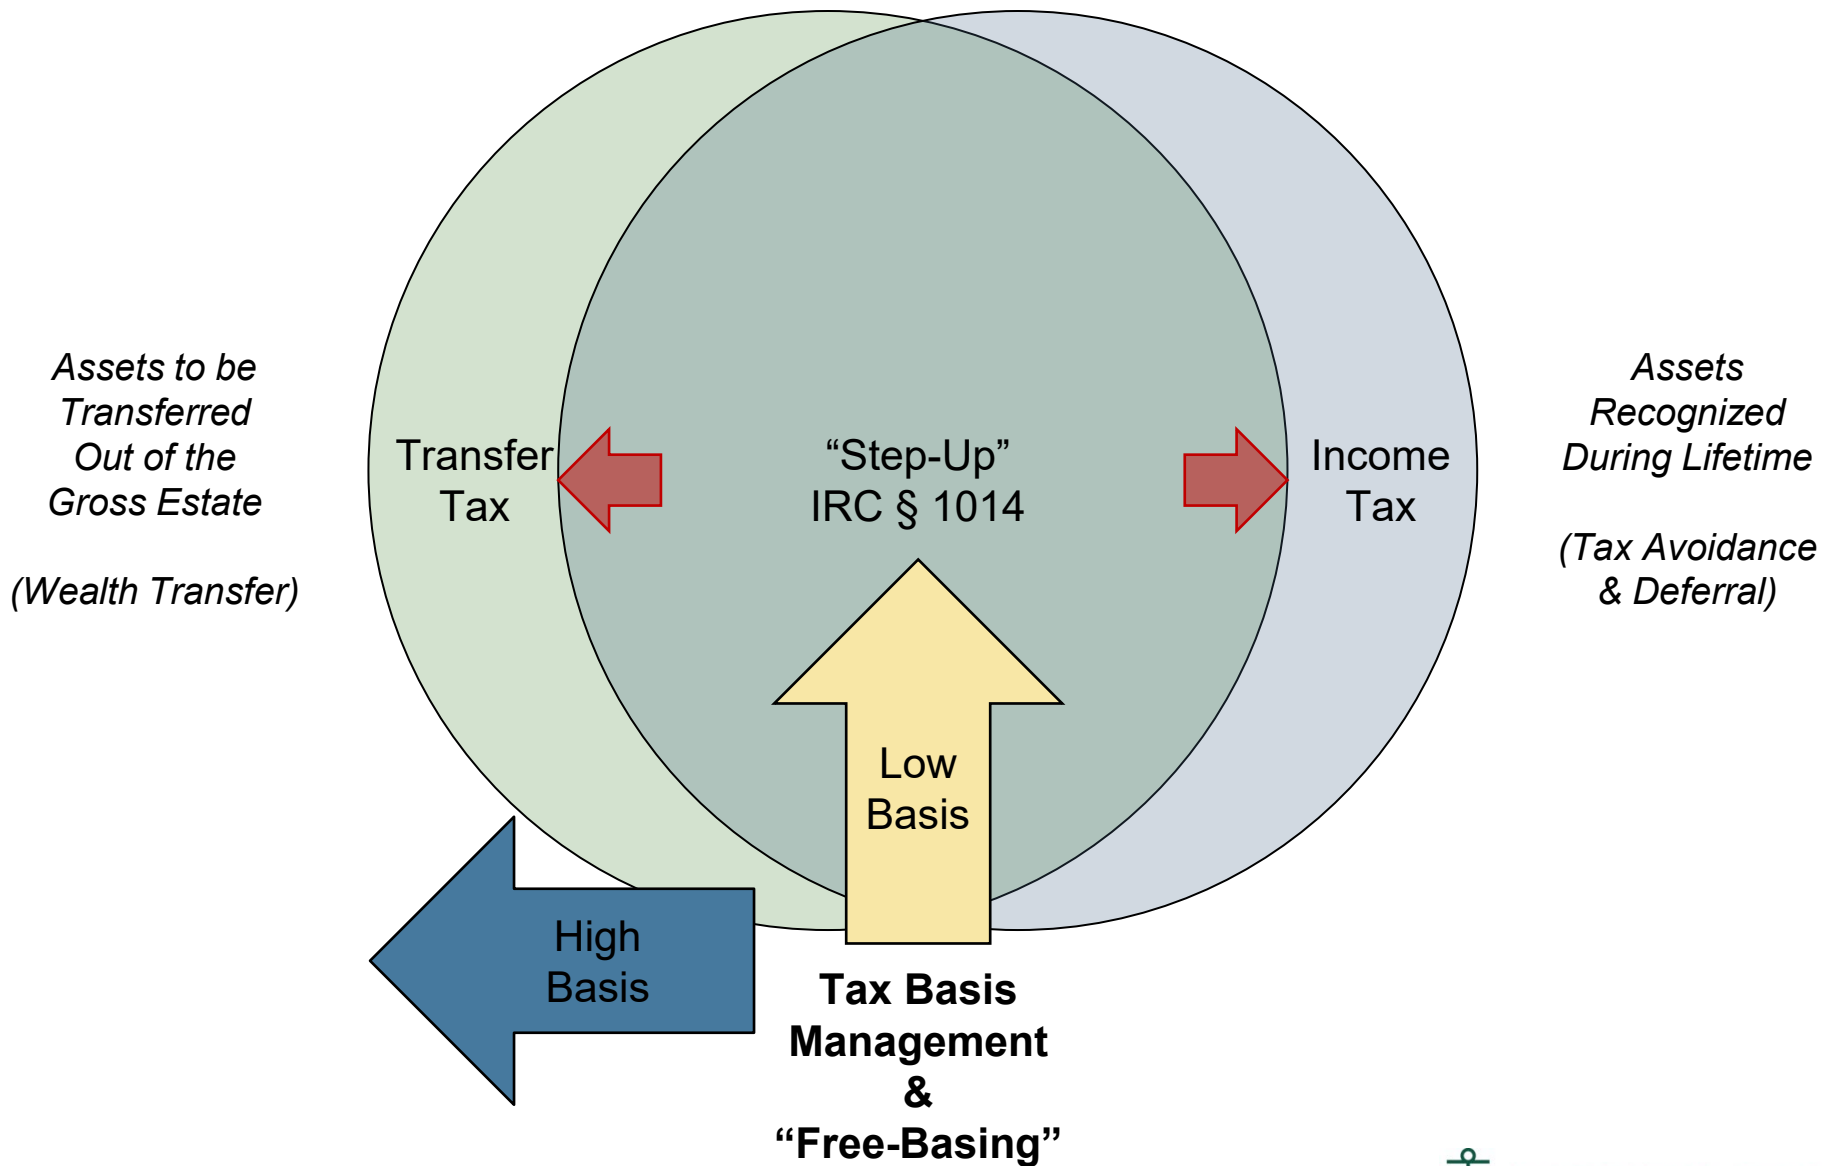 Assets to be
Transferred
Out of the
Gross Estate
(Wealth Transfer)
Transfer
Tax
“Step-Up”
IRC § 1014
Income
Tax
Assets
Recognized
During Lifetime
(Tax Avoidance
& Deferral)
Low
Basis
High
Basis
Tax Basis
Management
&
“Free-Basing”